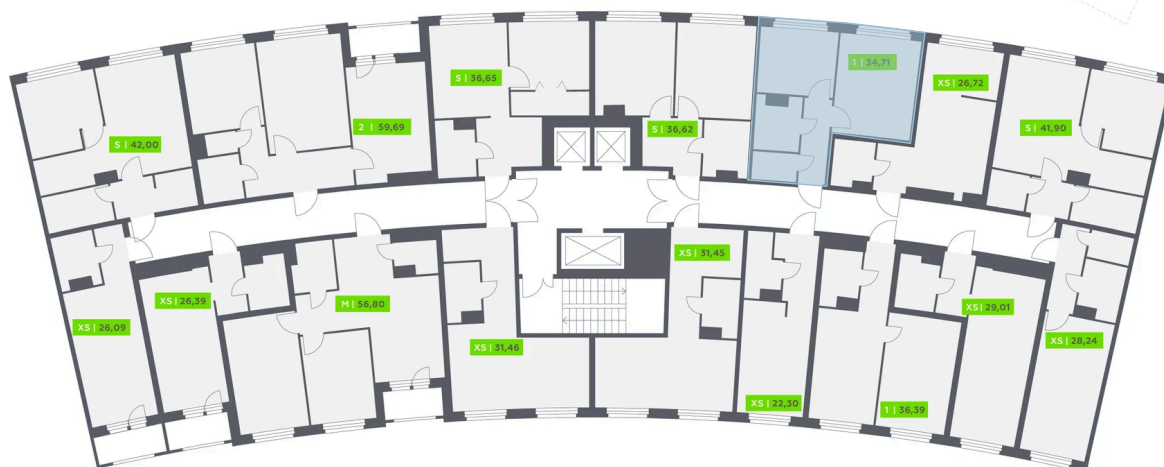 S | 42,00
2 | 59,69
S | 36,65
S | 36,62
1 | 34,71
XS | 26,72
S | 41,90
XS | 26,09
XS | 26,39
M | 56,80
XS | 31,46
XS | 31,45
XS | 22,30
1 | 36,39
XS | 29,01
XS | 28,24